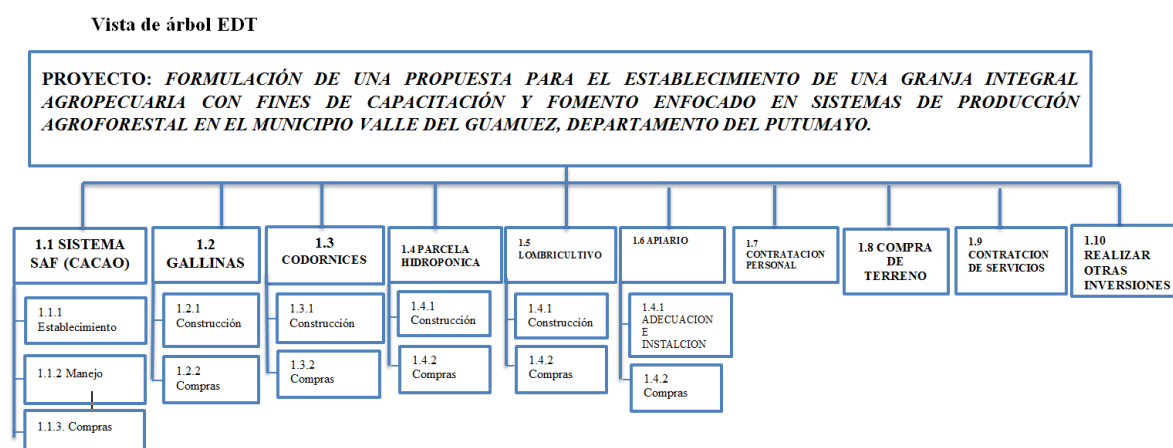 Vista de árbol EDT
PROYECTO: FORMULACIÓN DE UNA PROPUESTA PARA EL ESTABLECIMIENTO DE UNA GRANJA INTEGRAL
AGROPECUARIA CON FINES DE CAPACITACIÓN Y FOMENTO ENFOCADO EN SISTEMAS DE PRODUCCIÓN
AGROFORESTAL EN EL MUNICIPIO VALLE DEL GUAMUEZ, DEPARTAMENTO DEL PUTUMAYO.
1.1 SISTEMA
SAF (CACAO)
1.1.1
Establecimiento
1.1.2 Manejo
1.1.3. Compras
1.2
GALLINAS
1.2.1
Construcción
1.2.2
Compras
1.3
CODORNICES
1.3.1
Construcción
1.3.2
Compras
1.4 PARCELA
HIDROPONICA
1.4.1
Construcción
1.4.2
Compras
1.5
LOMBRICULTIVO
1.4.1
Construcción
1.4.2
Compras
1.6 APIARIO
1.4.1
ADECUACION
E
INSTALCION
1.4.2
Compras
1.7
CONTRATACION
PERSONAL
1.8 COMPRA
DE
TERRENO
1.9
CONTRATCION
DE SERVICIOS
1.10
REALIZAR
OTRAS
INVERSIONES